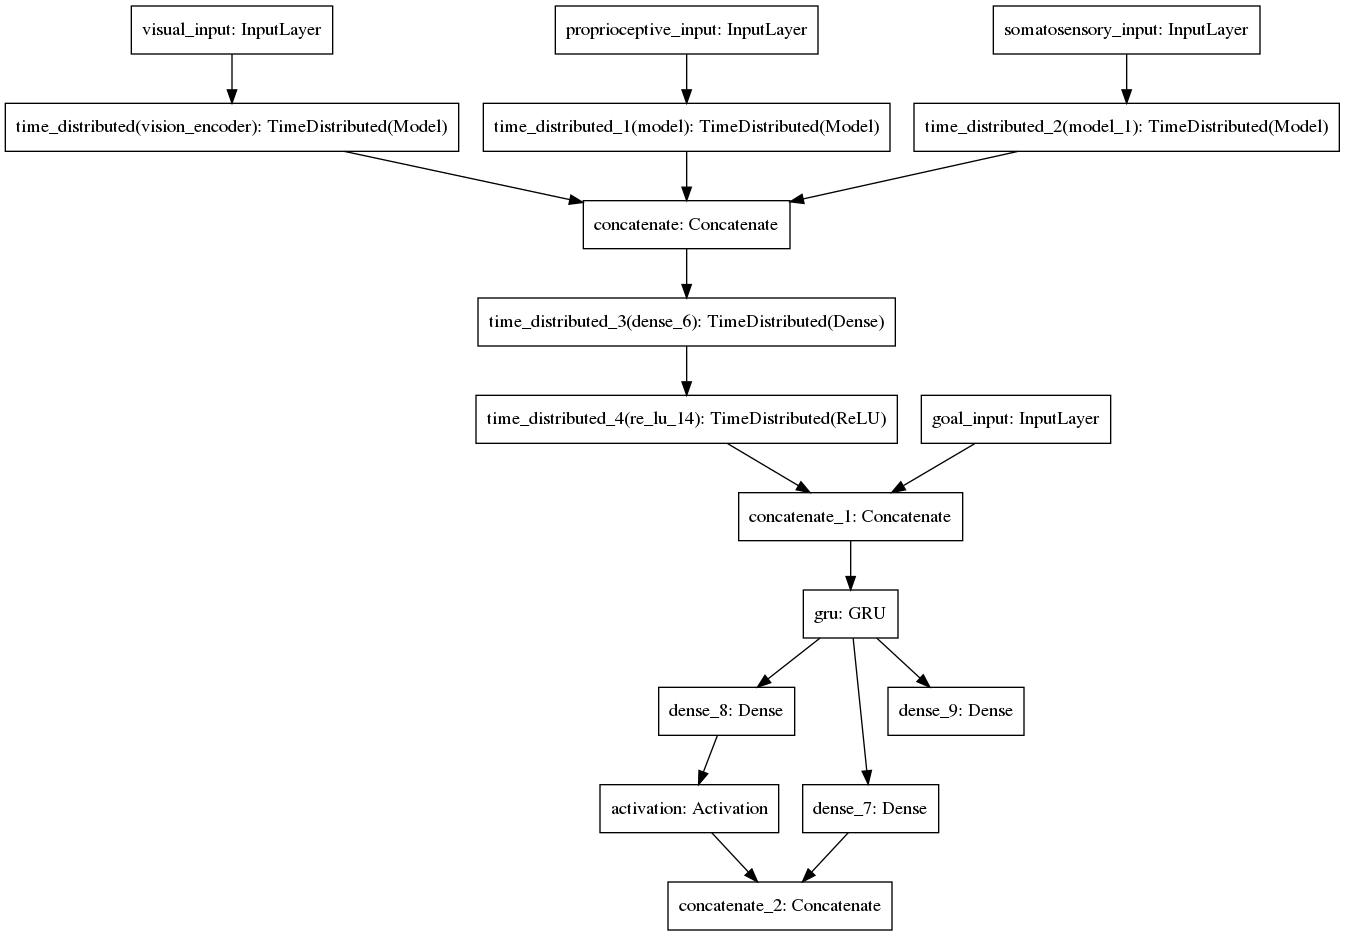 visual_input: InputLayer
proprioceptive_input: InputLayer
somatosensory_input: InputLayer
time_distributed(vision_encoder): TimeDistributed(Model)
time_distributed_1(model): TimeDistributed(Model)
time_distributed_2(model_1): TimeDistributed(Model)
concatenate: Concatenate
time_distributed_3(dense_6): TimeDistributed(Dense)
time_distributed_4(re_lu_14): TimeDistributed(ReLU)
goal_input: InputLayer
concatenate_1: Concatenate
gru: GRU
dense_8: Dense
dense_9: Dense
activation: Activation
dense_7: Dense
concatenate_2: Concatenate